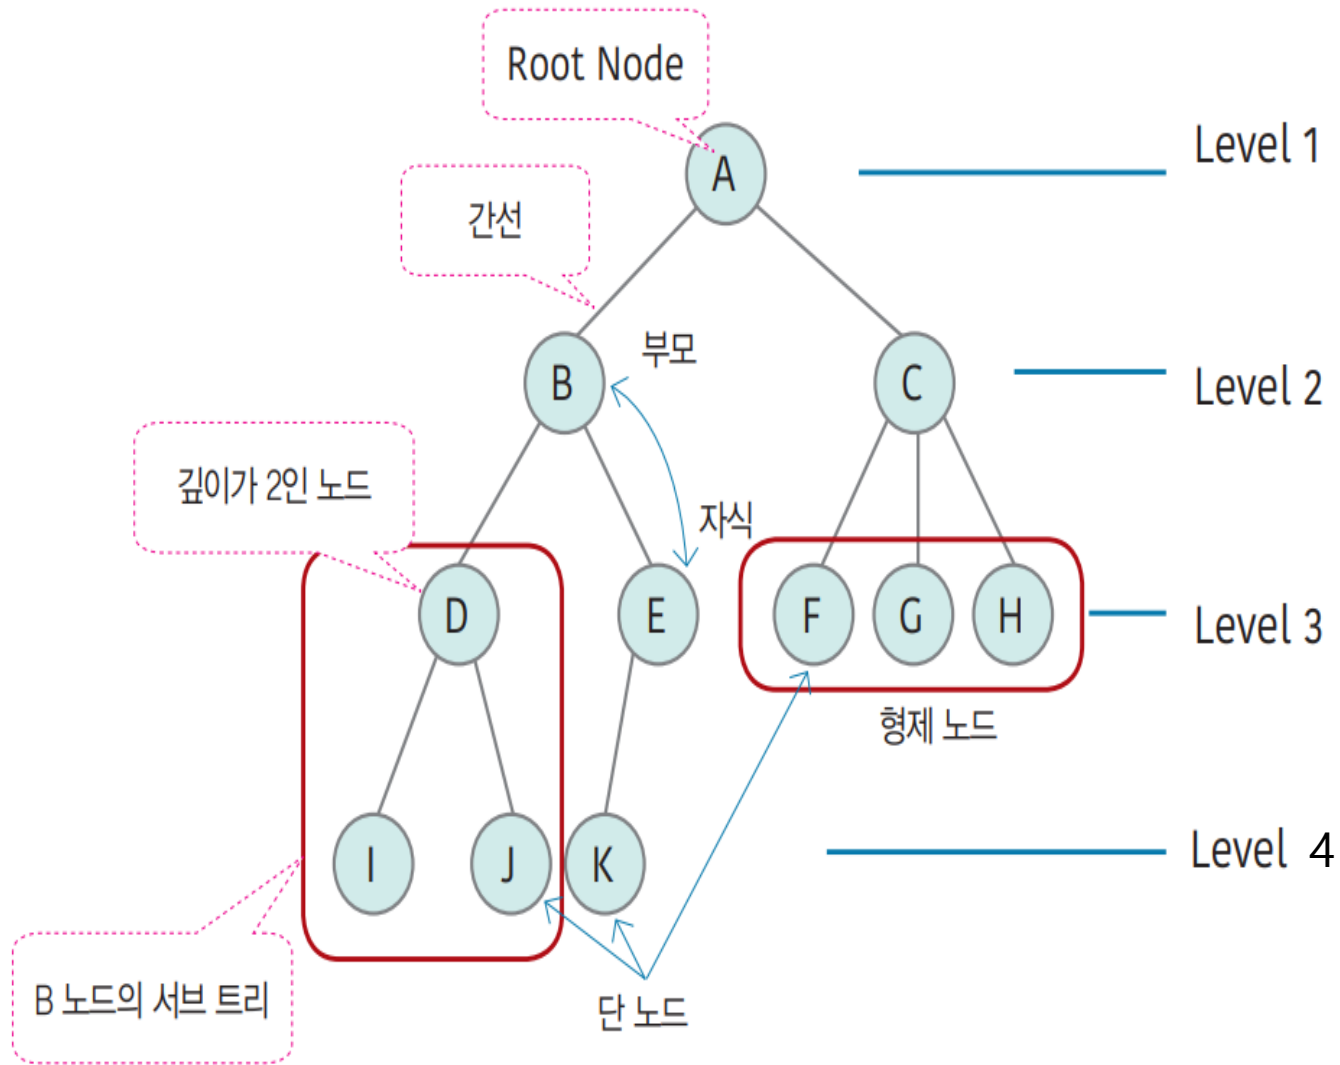 Root Node
A
Level 1
간선
부모
B
C
Level 2
깊이가 2인 노드
자식
D
E
F
G
H
Level 3
형제 노드
I
J
K
Level 4
B 노드의 서브 트리
단 노드